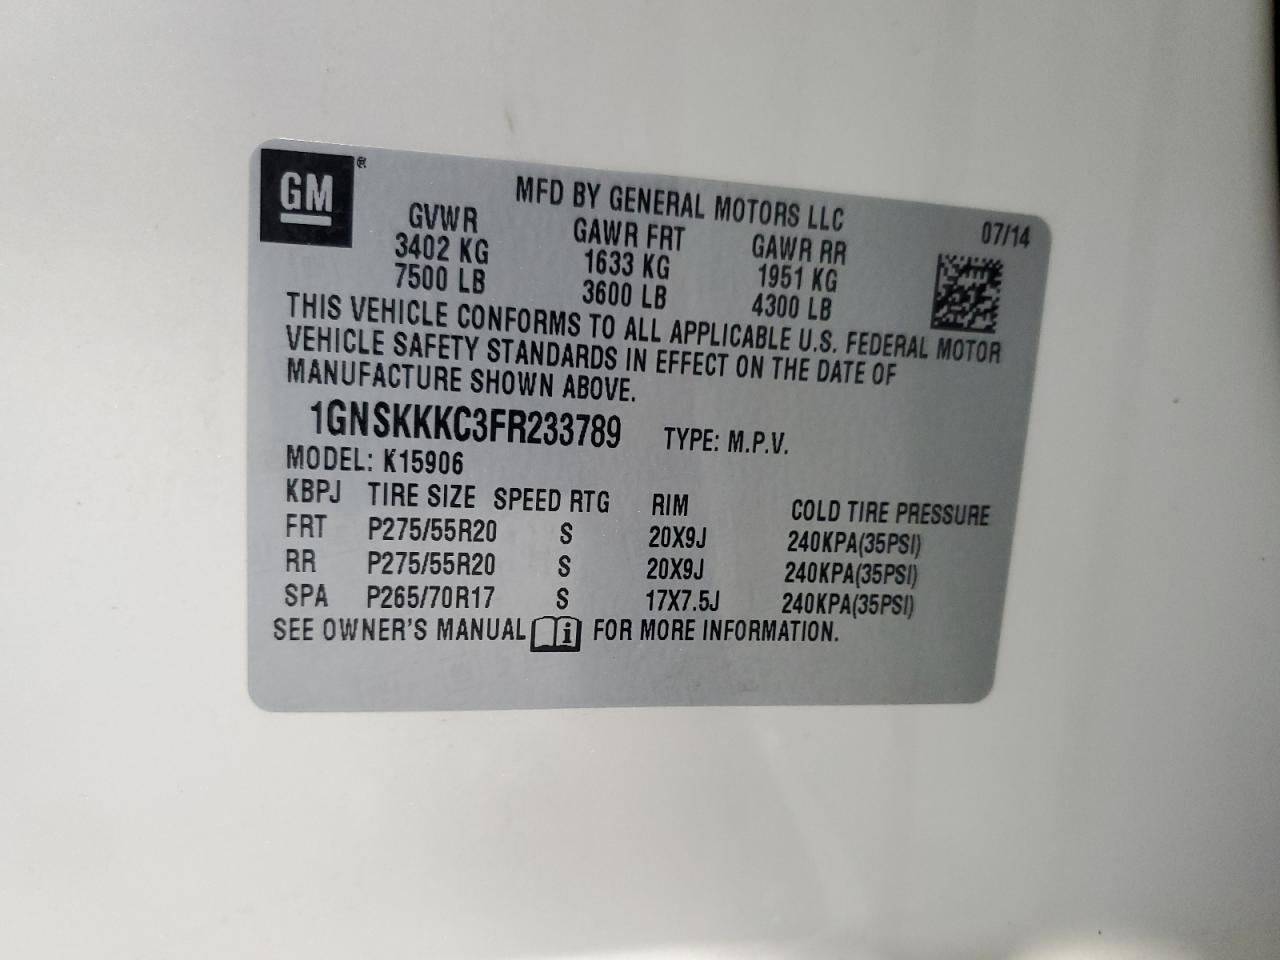 GM ®
MFD BY GENERAL MOTORS LLC
07/14
GVWR GAWR FRT GAWR RR
3402 KG 1633 KG 1951 KG
7500 LB 3600 LB 4300 LB
THIS VEHICLE CONFORMS TO ALL APPLICABLE U.S. FEDERAL MOTOR
VEHICLE SAFETY STANDARDS IN EFFECT ON THE DATE OF
MANUFACTURE SHOWN ABOVE.
1GNSKKKC3FR233789 TYPE: M.P.V.
MODEL: K15906
KBPJ TIRE SIZE SPEED RTG RIM COLD TIRE PRESSURE
FRT P275/55R20 S 20X9J 240KPA(35PSI)
RR P275/55R20 S 20X9J 240KPA(35PSI)
SPA P265/70R17 S 17X7.5J 240KPA(35PSI)
SEE OWNER'S MANUAL i FOR MORE INFORMATION.